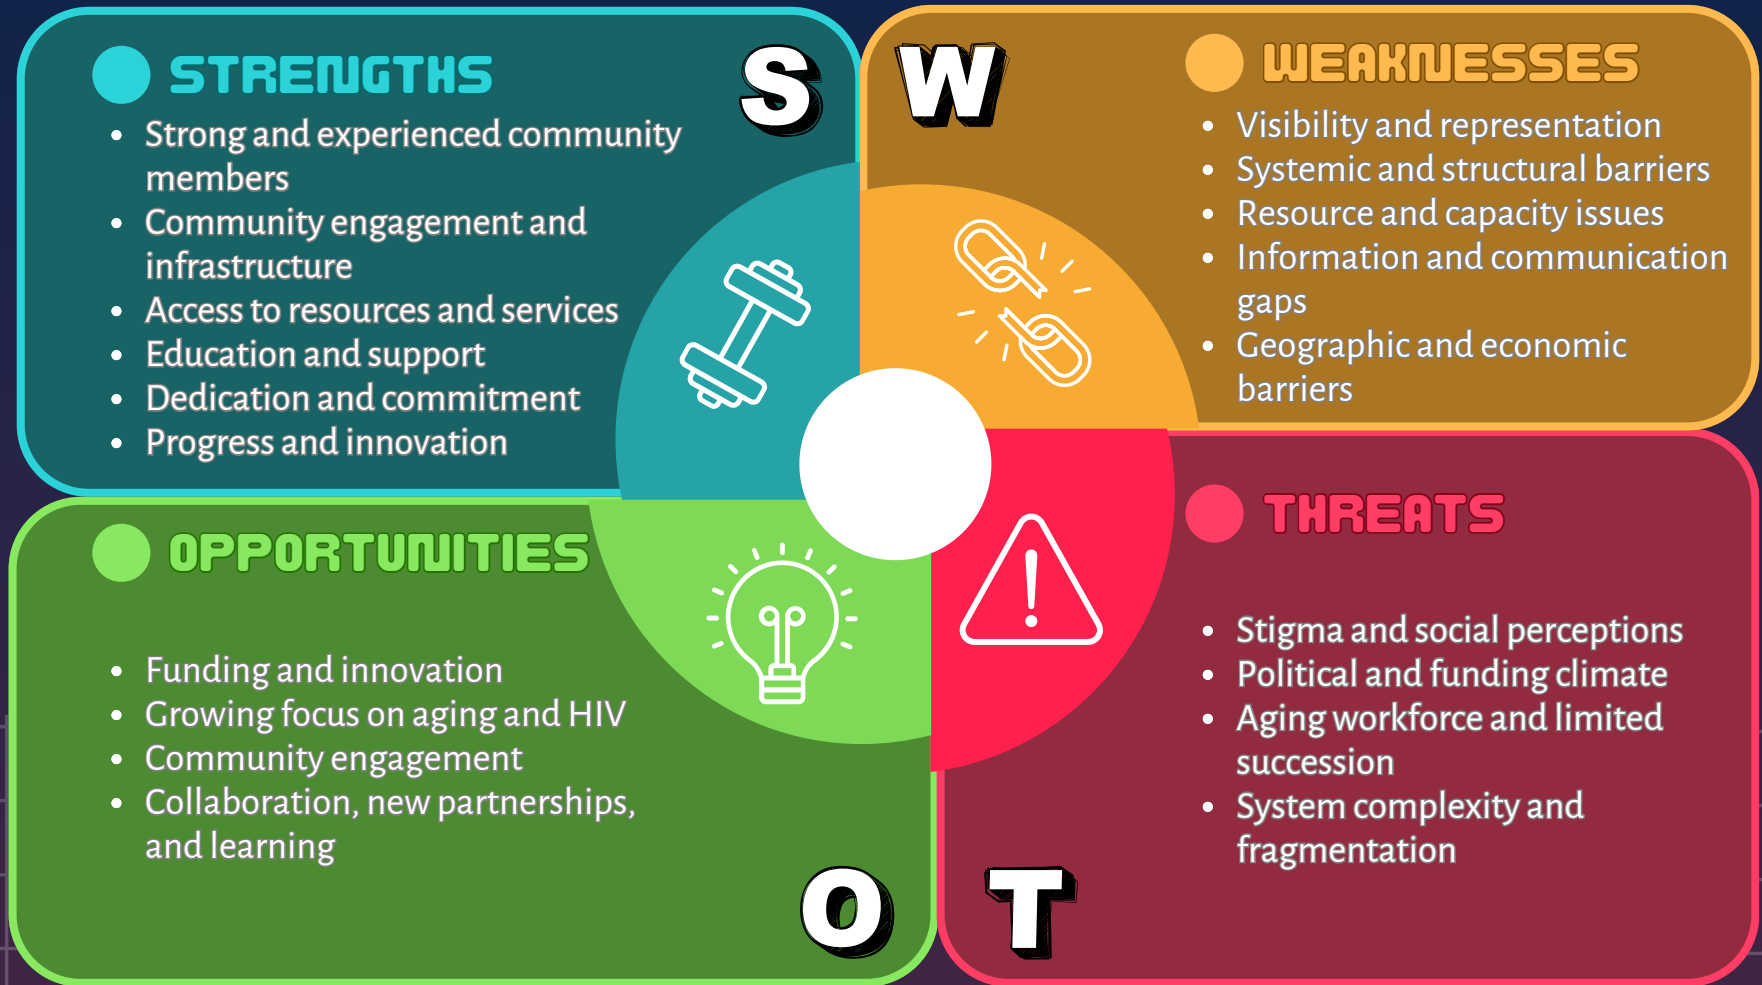 STRENGTHS
S
• Strong and experienced community
members
• Community engagement and
infrastructure
• Access to resources and services
• Education and support
• Dedication and commitment
• Progress and innovation
W
WEAKNESSES
• Visibility and representation
• Systemic and structural barriers
• Resource and capacity issues
• Information and communication
gaps
• Geographic and economic
barriers
OPPORTUNITIES
• Funding and innovation
• Growing focus on aging and HIV
• Community engagement
• Collaboration, new partnerships,
and learning
O
THREATS
• Stigma and social perceptions
• Political and funding climate
• Aging workforce and limited
succession
• System complexity and
fragmentation
T